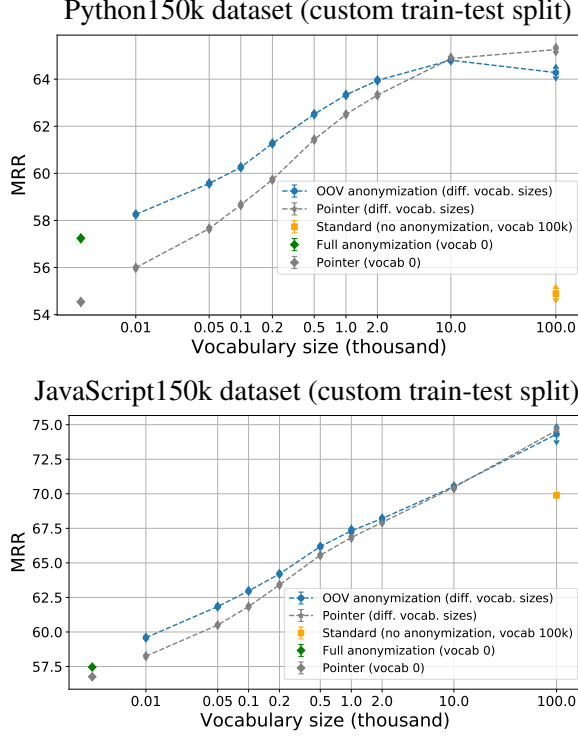 Python150k dataset (custom train-test split)
64
62
60
58
56
54
MRR
OOV anonymization (diff. vocab. sizes)
Pointer (diff. vocab. sizes)
Standard (no anonymization, vocab 100k)
Full anonymization (vocab 0)
Pointer (vocab 0)
0.01 0.05 0.1 0.2 0.5 1.0 2.0 10.0 100.0
Vocabulary size (thousand)
JavaScript150k dataset (custom train-test split)
75.0
72.5
70.0
67.5
65.0
62.5
60.0
57.5
MRR
OOV anonymization (diff. vocab. sizes)
Pointer (diff. vocab. sizes)
Standard (no anonymization, vocab 100k)
Full anonymization (vocab 0)
Pointer (vocab 0)
0.01 0.05 0.1 0.2 0.5 1.0 2.0 10.0 100.0
Vocabulary size (thousand)